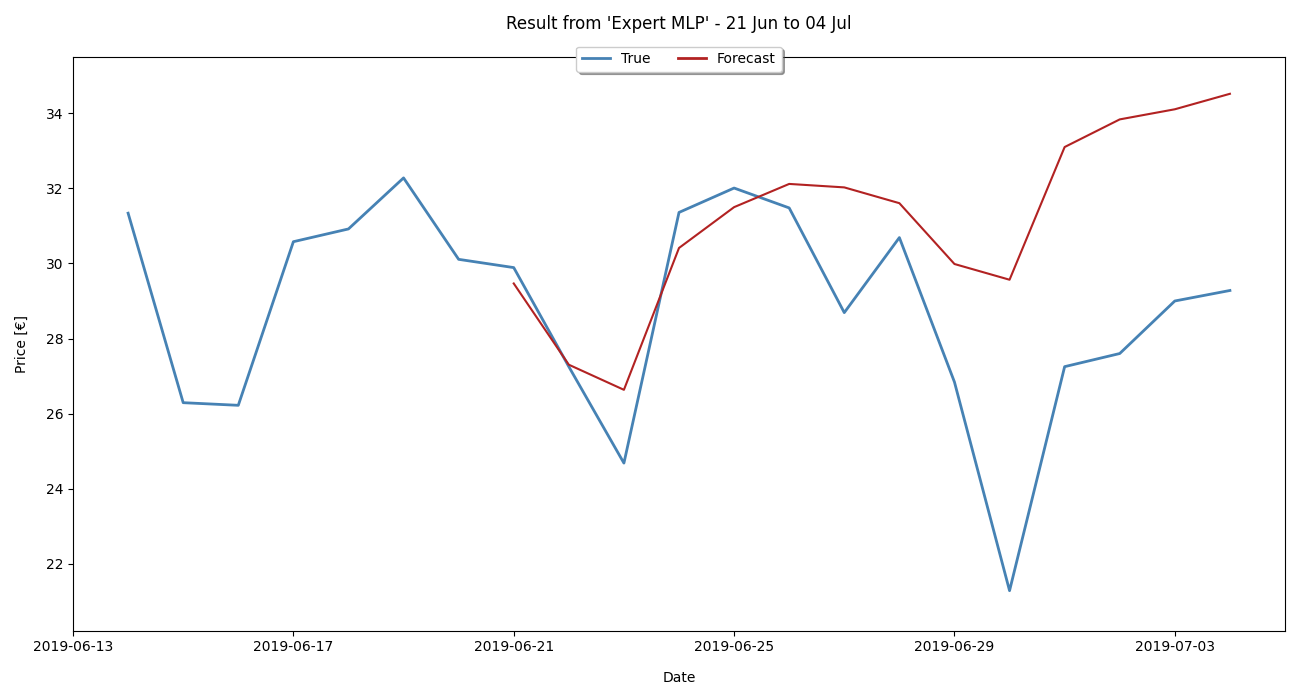 Result from 'Expert MLP' - 21 Jun to 04 Jul
True Forecast
34
32
30
28
26
24
22
Price [€]
2019-06-13 2019-06-17 2019-06-21 2019-06-25 2019-06-29 2019-07-03
Date